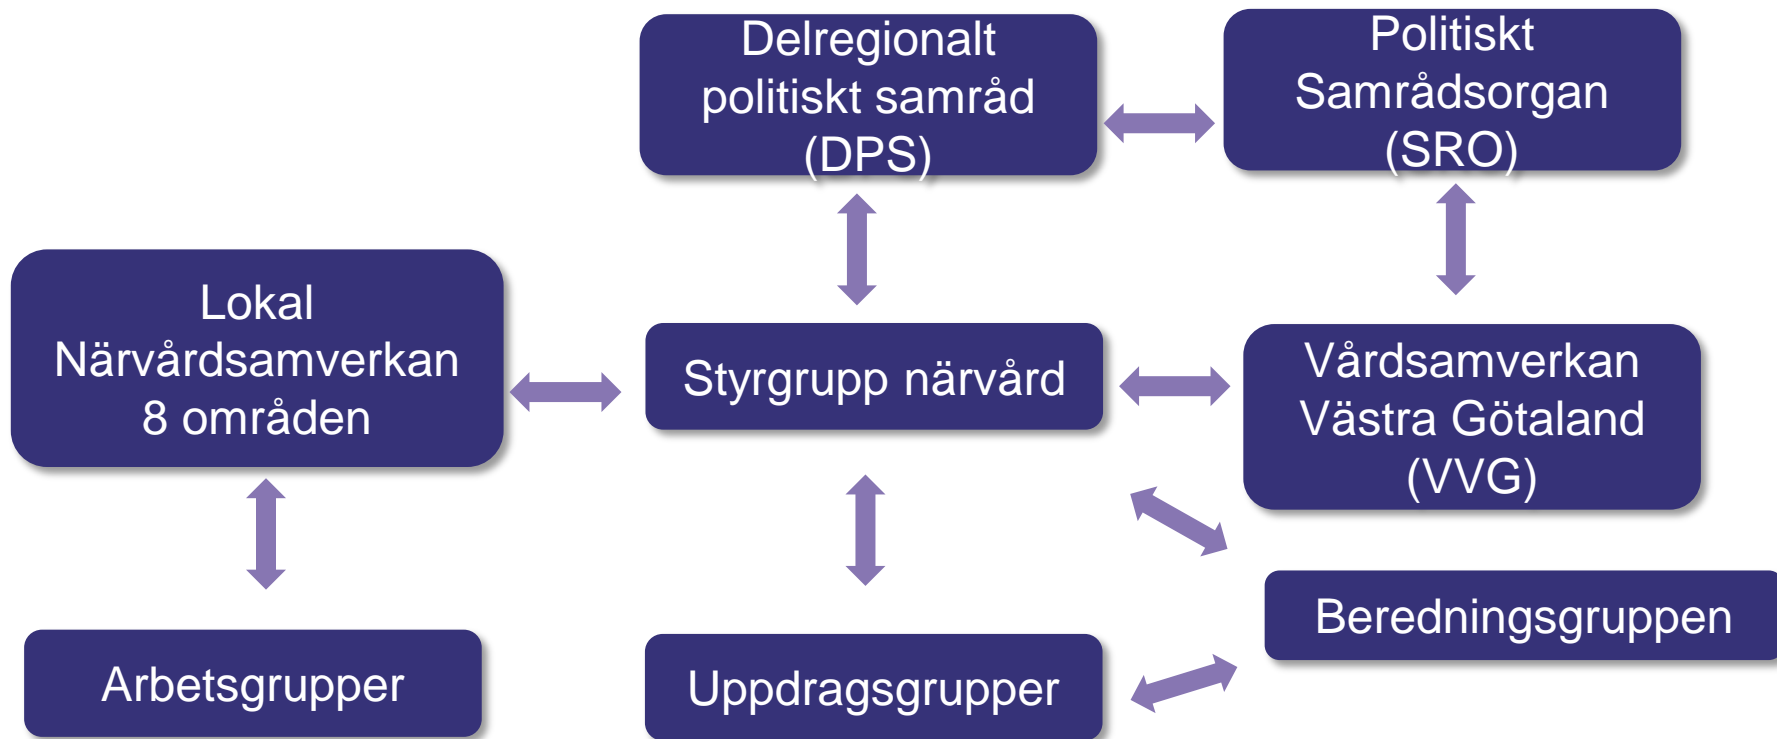 Delregionalt
politiskt samråd
(DPS)
Politiskt
Samrådsorgan
(SRO)
Lokal
Närvårdsamverkan
8 områden
Styrgrupp närvård
Vårdsamverkan
Västra Götaland
(VVG)
Beredningsgruppen
Arbetsgrupper
Uppdragsgrupper